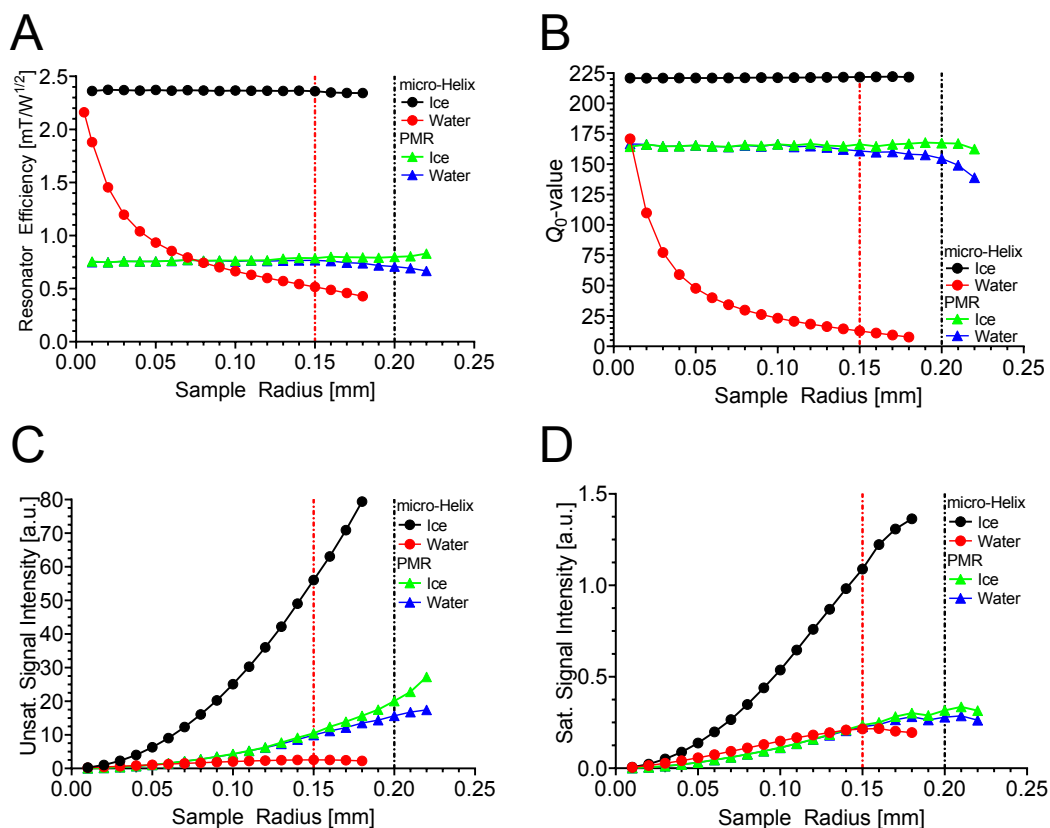 A
Resonator Efficiency [mT/W1/2]
2.5
2.0
1.5
1.0
0.5
0.0
0.00 0.05 0.10 0.15 0.20 0.25
Sample Radius [mm]
micro-Helix
Ice
Water
PMR
Ice
Water
B
Q0-value
225
200
175
150
125
100
75
50
25
0
0.00 0.05 0.10 0.15 0.20 0.25
Sample Radius [mm]
micro-Helix
Ice
Water
PMR
Ice
Water
C
Unsat. Signal Intensity [a.u.]
80
70
60
50
40
30
20
10
0
0.00 0.05 0.10 0.15 0.20 0.25
Sample Radius [mm]
micro-Helix
Ice
Water
PMR
Ice
Water
D
Sat. Signal Intensity [a.u.]
1.5
1.0
0.5
0.0
0.00 0.05 0.10 0.15 0.20 0.25
Sample Radius [mm]
micro-Helix
Ice
Water
PMR
Ice
Water